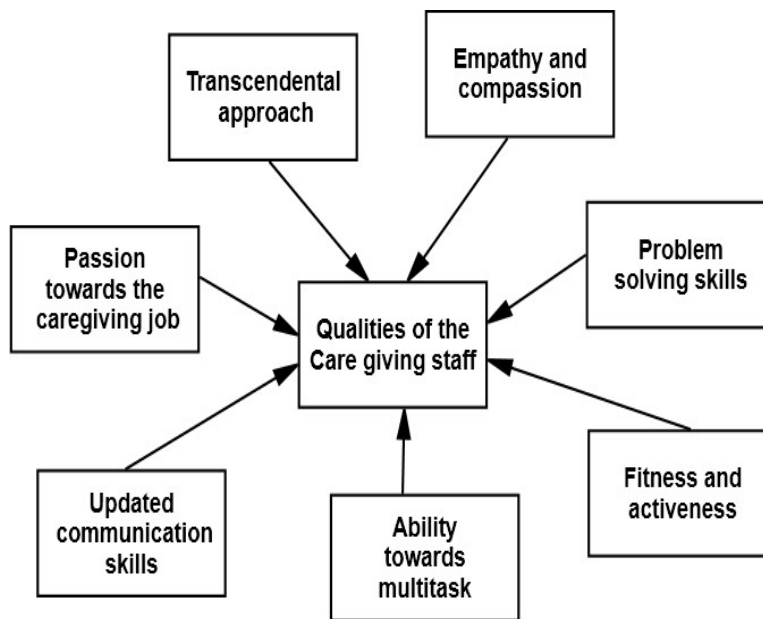 Transcendental
approach
Empathy and
compassion
Passion
towards the
caregiving job
Problem
solving skills
Qualities of the
Care giving staff
Updated
communication
skills
Ability
towards
multitask
Fitness and
activeness